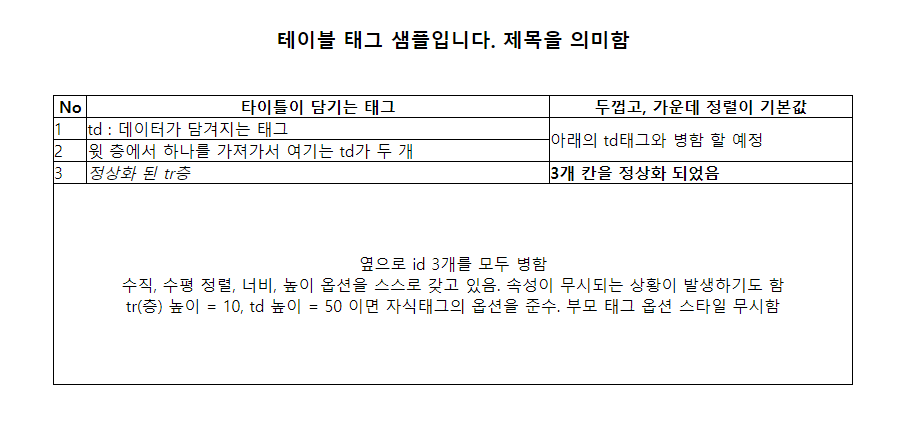 테이블 태그 샘플입니다. 제목을 의미함
No 타이틀이 담기는 태그 두껍고, 가운데 정렬이 기본값
1 td : 데이터가 담겨지는 태그
아래의 td태그와 병함 할 예정
2 윗 층에서 하나를 가져가서 여기는 td가 두 개
3 정상화 된 tr층 3개 칸을 정상화 되었음
옆으로 id 3개를 모두 병함
수직, 수평 정렬, 너비, 높이 옵션을 스스로 갖고 있음. 속성이 무시되는 상황이 발생하기도 함
tr(층) 높이 = 10, td 높이 = 50 이면 자식태그의 옵션을 준수. 부모 태그 옵션 스타일 무시함